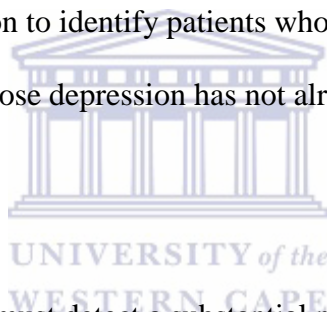 on to identify patients who
ose depression has not alr
UNIVERSITY of the
must detect a substantial
WESTERN CAPE